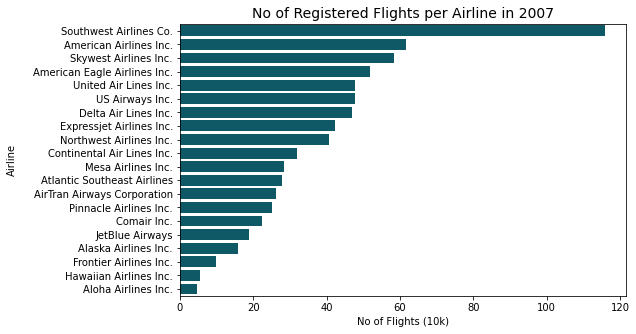 No of Registered Flights per Airline in 2007
Airline
Southwest Airlines Co.
American Airlines Inc.
Skywest Airlines Inc.
American Eagle Airlines Inc.
United Air Lines Inc.
US Airways Inc.
Delta Air Lines Inc.
Expressjet Airlines Inc.
Northwest Airlines Inc.
Continental Air Lines Inc.
Mesa Airlines Inc.
Atlantic Southeast Airlines
AirTran Airways Corporation
Pinnacle Airlines Inc.
Comair Inc.
JetBlue Airways
Alaska Airlines Inc.
Frontier Airlines Inc.
Hawaiian Airlines Inc.
Aloha Airlines Inc.
0 20 40 60 80 100 120
No of Flights (10k)